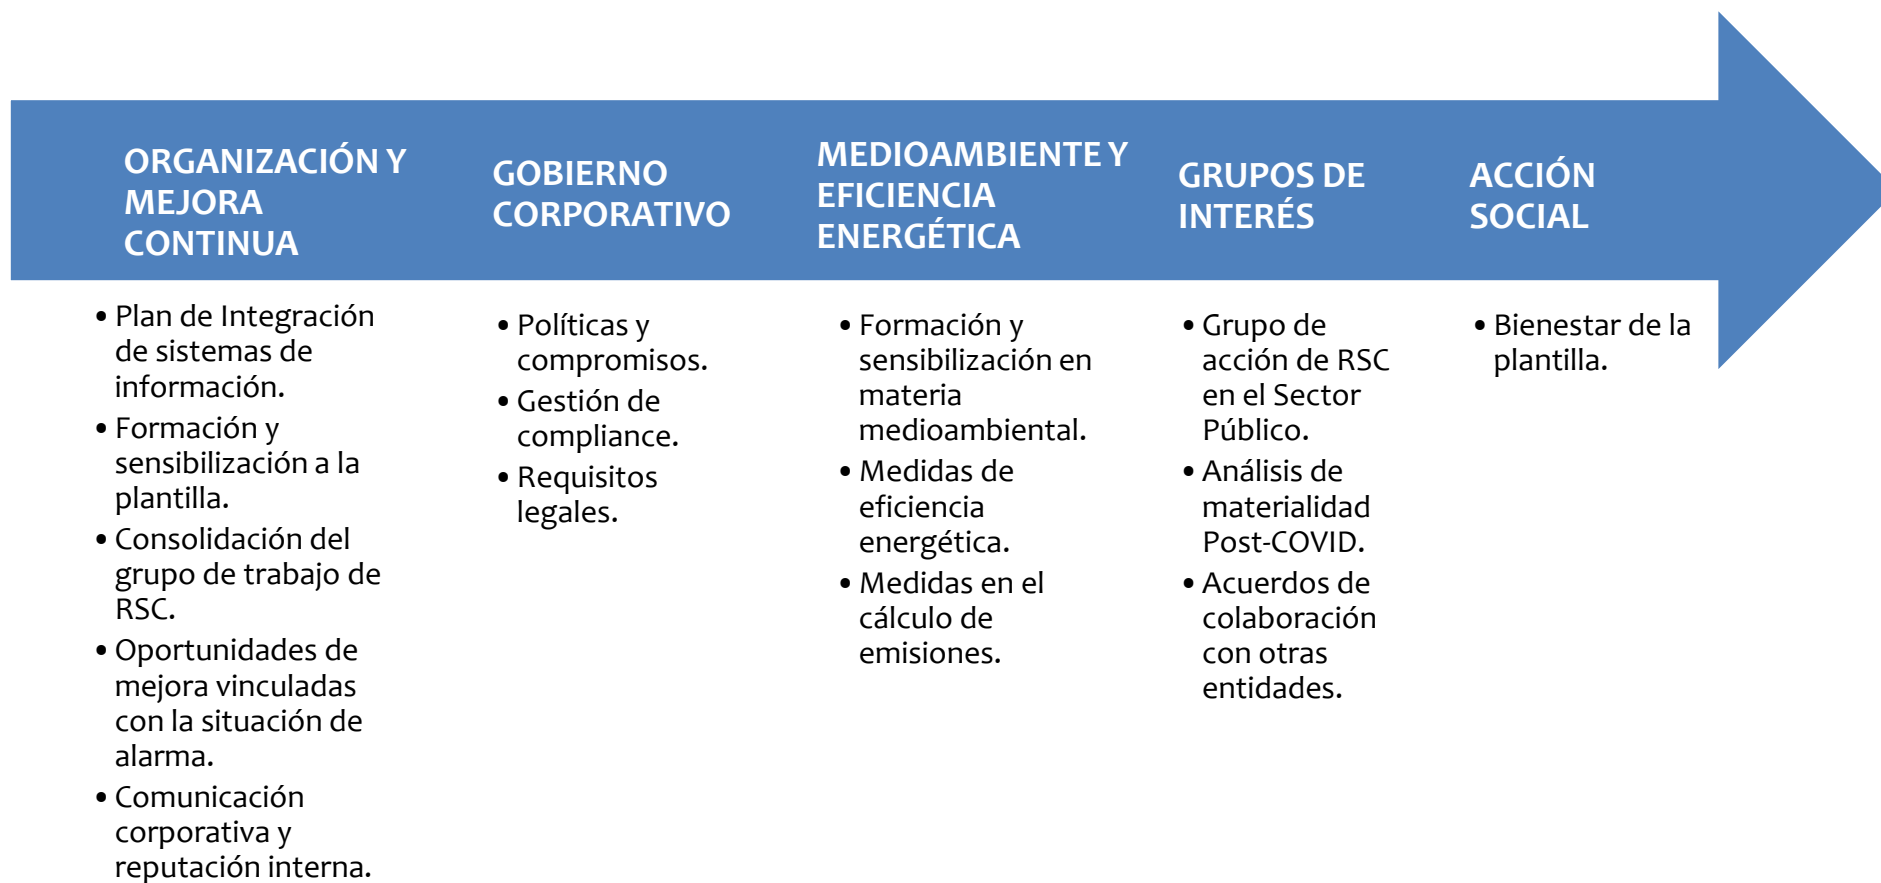 ORGANIZACIÓN Y
MEJORA
CONTINUA
• Plan de Integración
de sistemas de
información.
• Formación y
sensibilización a la
plantilla.
• Consolidación del
grupo de trabajo de
RSC.
• Oportunidades de
mejora vinculadas
con la situación de
alarma.
• Comunicación
corporativa y
reputación interna.
GOBIERNO
CORPORATIVO
• Políticas y
compromisos.
• Gestión de
compliance.
• Requisitos
legales.
MEDIOAMBIENTE Y
EFICIENCIA
ENERGÉTICA
• Formación y
sensibilización en
materia
medioambiental.
• Medidas de
eficiencia
energética.
• Medidas en el
cálculo de
emisiones.
GRUPOS DE
INTERÉS
• Grupo de
acción de RSC
en el Sector
Público.
• Análisis de
materialidad
Post-COVID.
• Acuerdos de
colaboración
con otras
entidades.
ACCIÓN
SOCIAL
• Bienestar de la
plantilla.